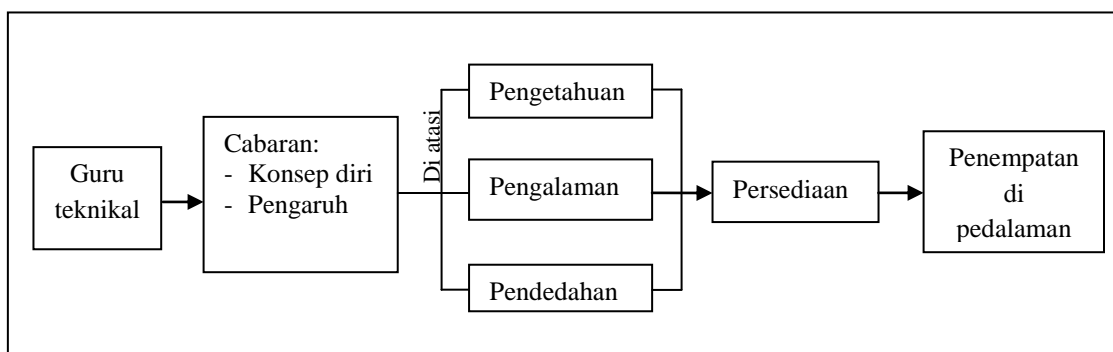 Guru
teknikal
Cabaran:
- Konsep diri
- Pengaruh
Di atasi
Pengetahuan
Pengalaman
Pendedahan
Persediaan
Penempatan
di
pedalaman